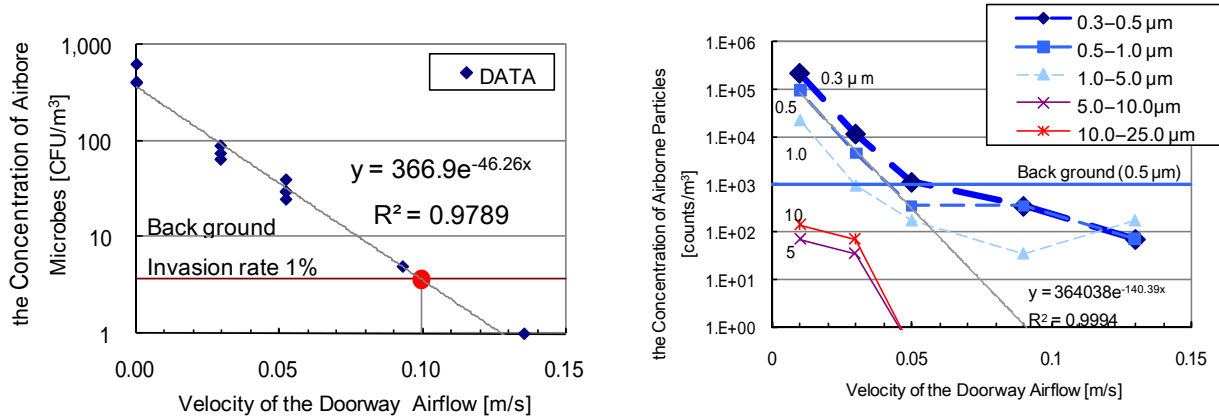 the Concentration of Airbore
Microbes [CFU/m³]
1,000
100
10
1
DATA
y = 366.9e^-46.26x
R² = 0.9789
Back ground
Invasion rate 1%
0.00 0.05 0.10 0.15
Velocity of the Doorway Airflow [m/s]
the Concentration of Airborne Particles
[counts/m³]
1.E+06
1.E+05
1.E+04
1.E+03
1.E+02
1.E+01
1.E+00
0.3–0.5 µm
0.5–1.0 µm
1.0–5.0 µm
5.0–10.0µm
10.0–25.0 µm
0.3 µ m
0.5
1.0
Back ground (0.5 µm)
10
5
y = 364038e^-140.39x
R² = 0.9994
0 0.05 0.1 0.15
Velocity of the Doorway Airflow [m/s]